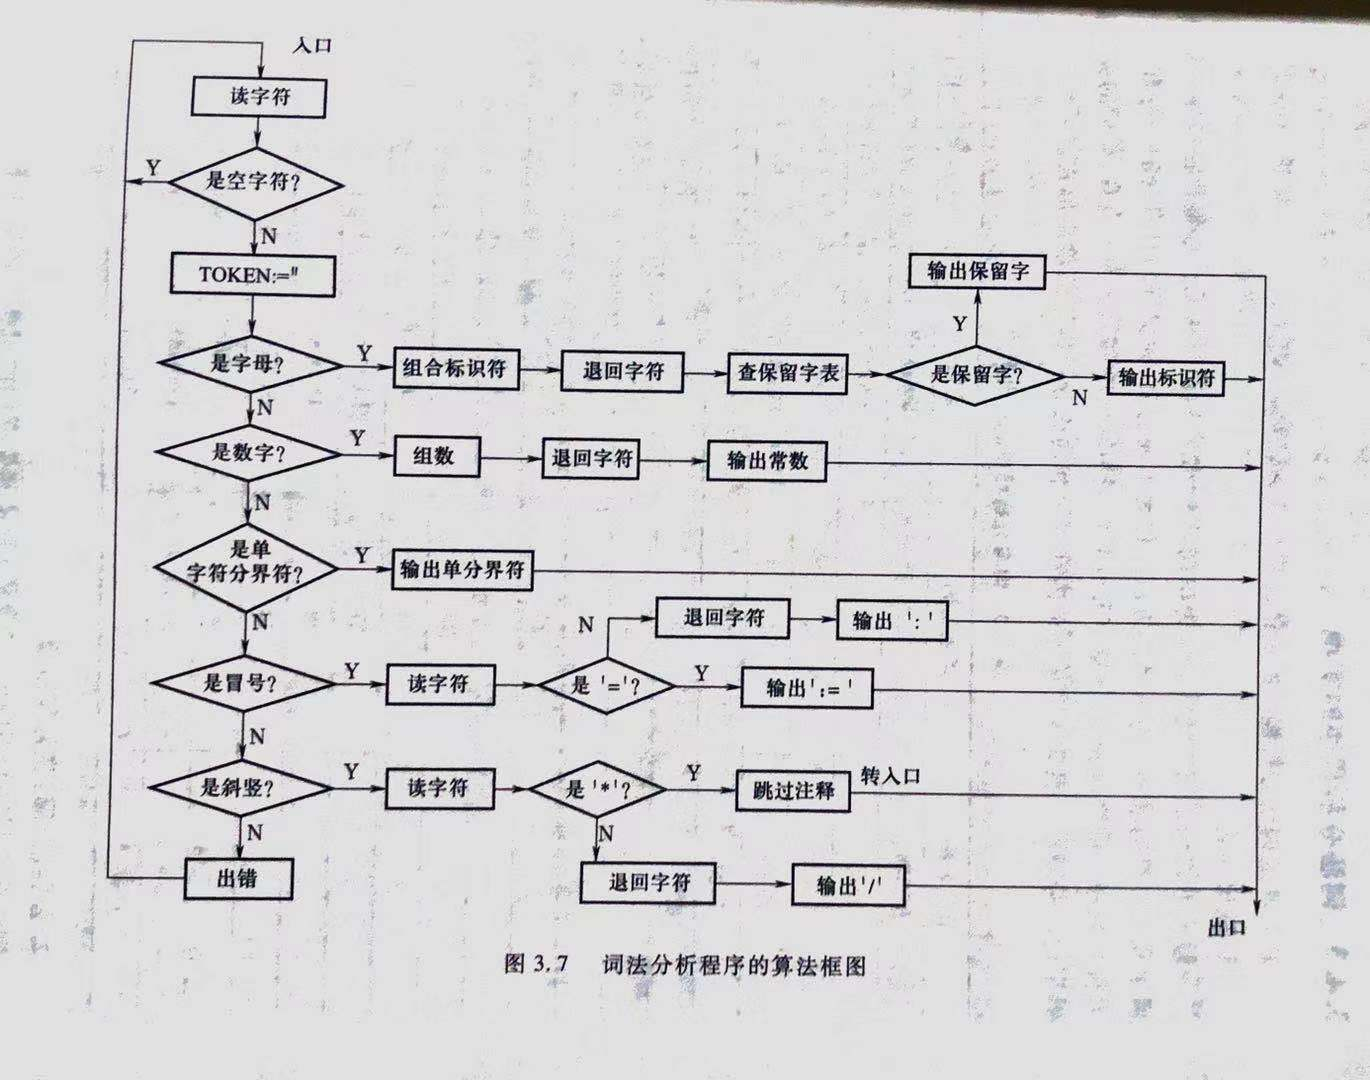 入口
读字符
Y
是空字符?
N
TOKEN:=''
输出保留字
Y
是字母?
Y
组合标识符
退回字符
查保留字表
是保留字?
N
输出标识符
N
是数字?
Y
组数
退回字符
输出常数
N
是单
字符分界符?
Y
输出单分界符
N
N
退回字符
输出 ':'
是冒号?
Y
读字符
是 '='?
Y
输出':='
N
是斜竖?
Y
读字符
是'*'?
Y
跳过注释
转入口
N
N
出错
退回字符
输出'/'
出口
图 3.7 词法分析程序的算法框图